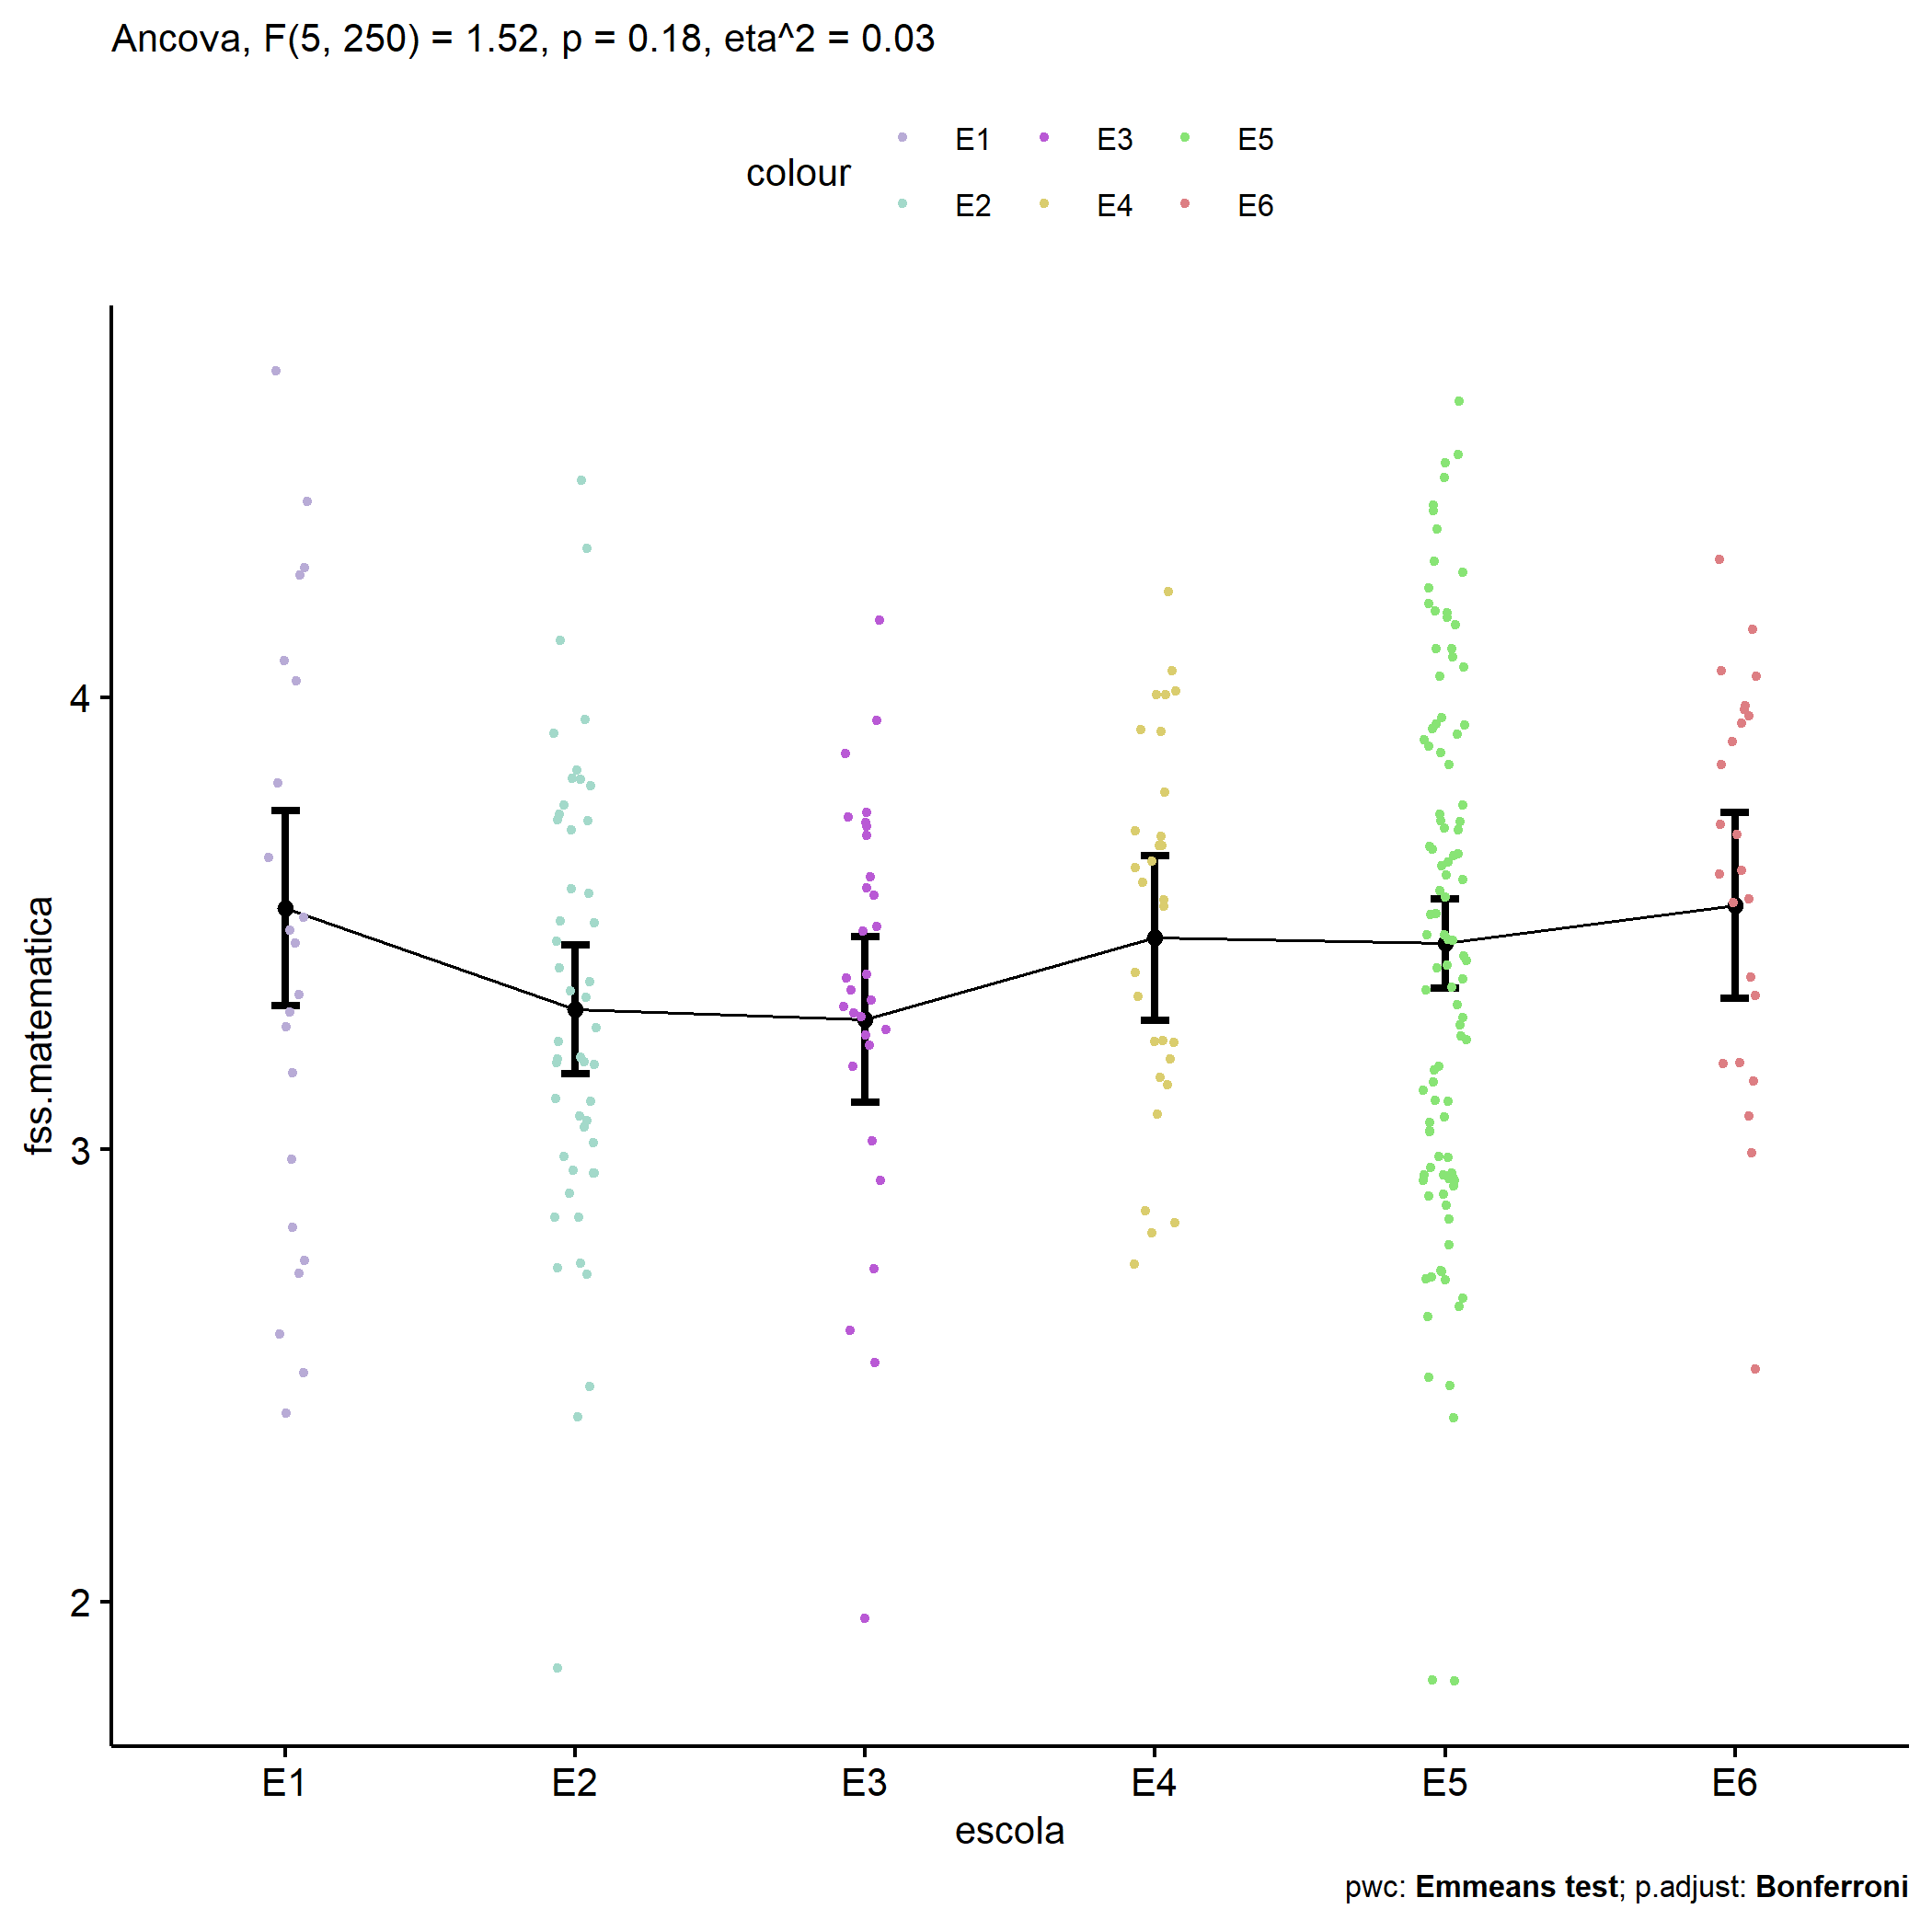 Ancova, F(5, 250) = 1.52, p = 0.18, eta^2 = 0.03
colour
E1 E3 E5
E2 E4 E6
fss.matematica
4
3
2
E1 E2 E3 E4 E5 E6
escola
pwc: Emmeans test; p.adjust: Bonferroni